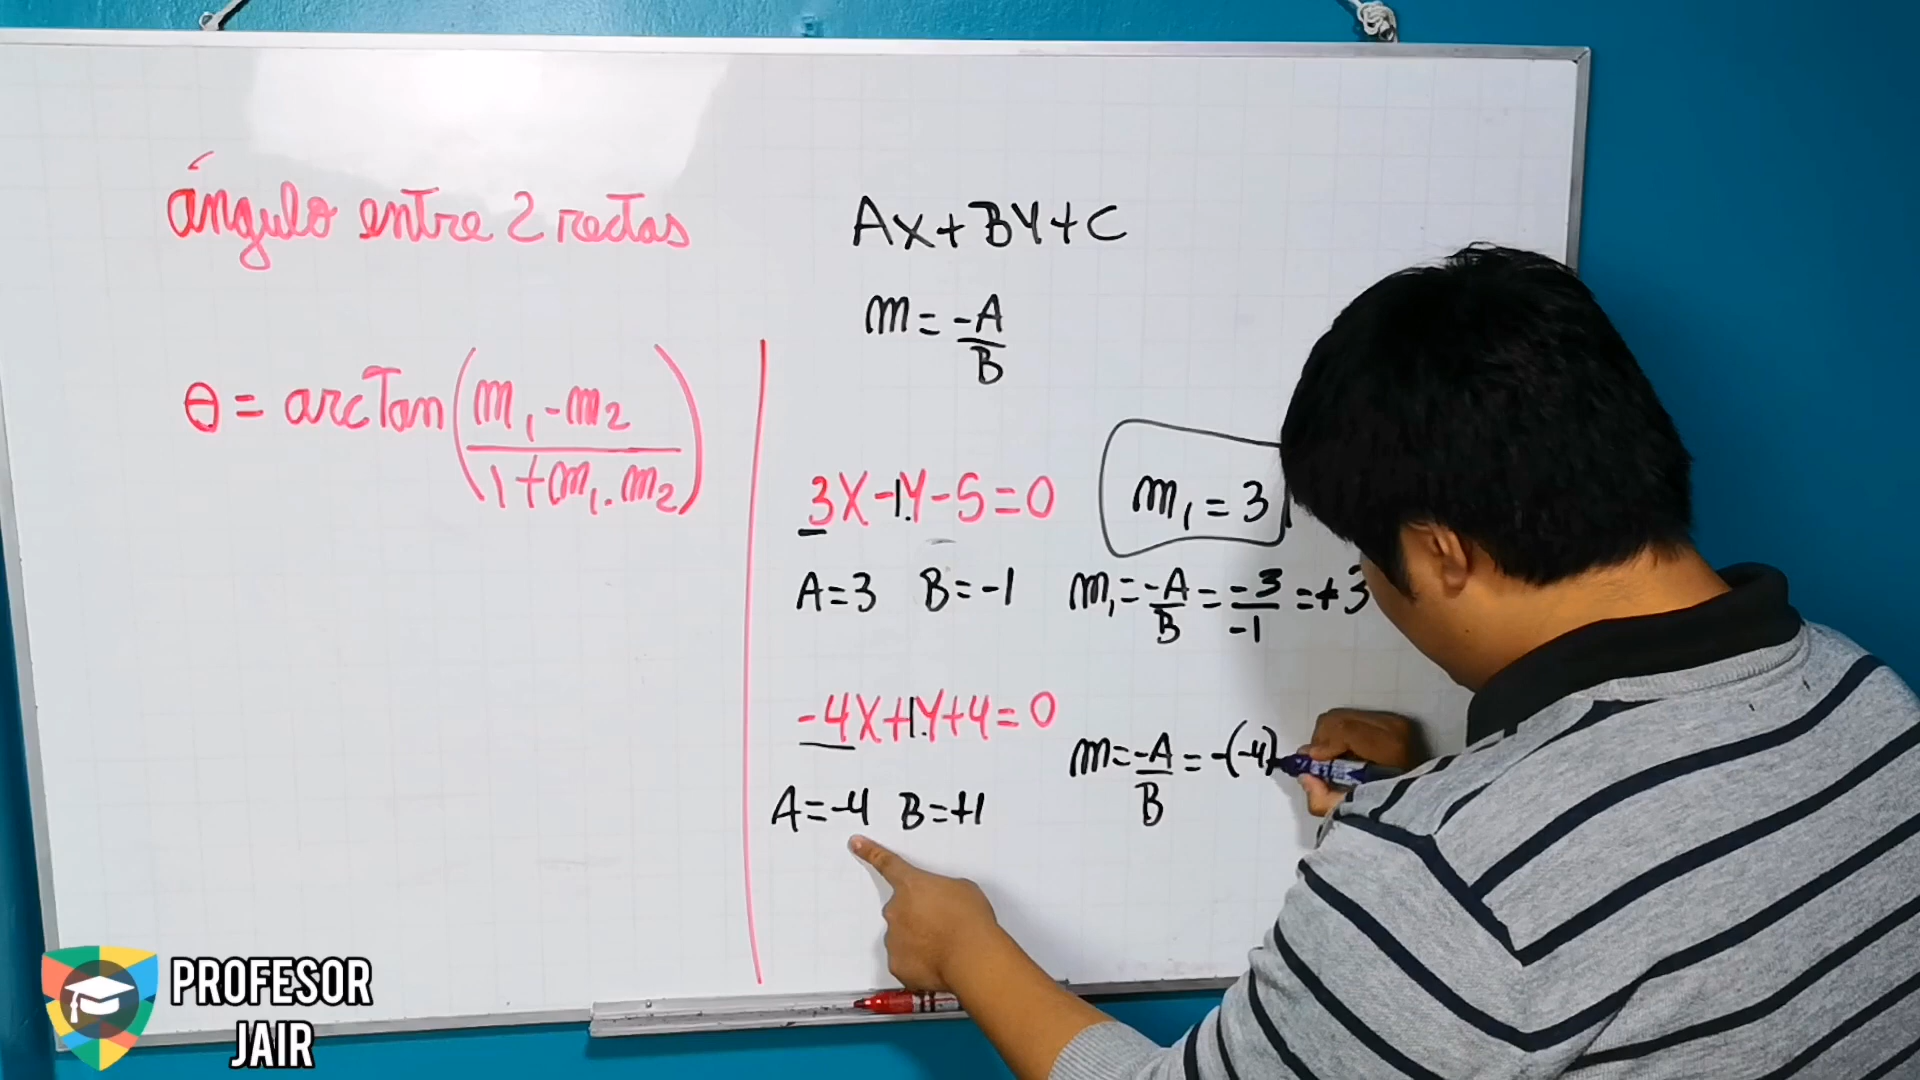 ángulo entre 2 rectas
θ = arcTan(m₁-m₂ / 1+m₁.m₂)
AX+BY+C
m = -A/B
3X-1Y-5=0
m₁=3
A=3 B=-1 m₁=-A/B=-3/-1=+3
-4X+1Y+4=0
m=-A/B=-(-4)
A=-4 B=+1
PROFESOR
JAIR